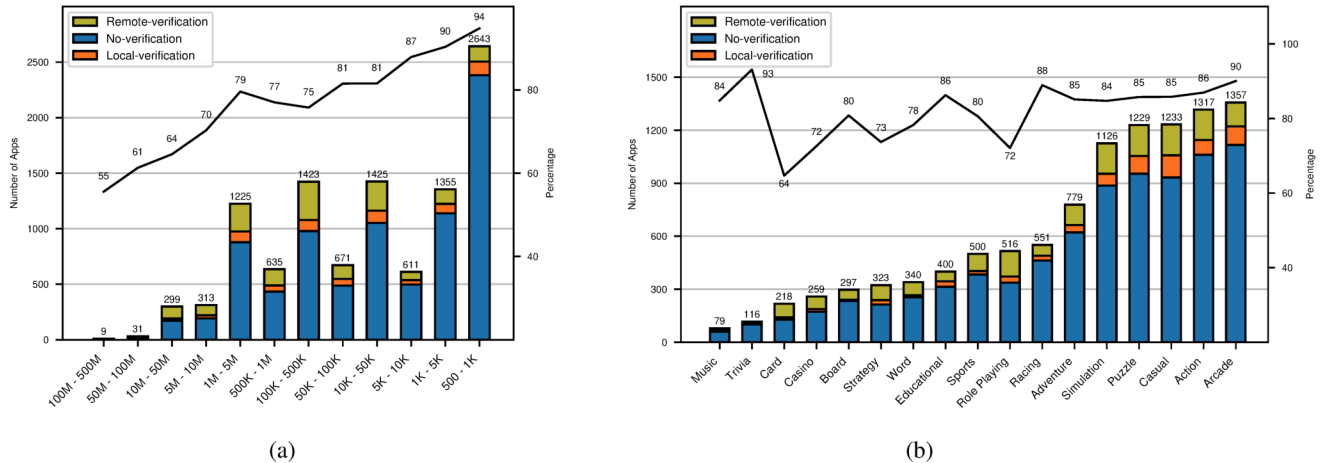 Remote-verification
No-verification
Local-verification
Number of Apps
0
500
1000
1500
2000
2500
Percentage
40
60
80
55
61
64
70
79
77
75
81
81
87
90
94
9
31
299
313
1225
635
1423
671
1425
611
1355
2643
100M - 500M
50M - 100M
10M - 50M
5M - 10M
1M - 5M
500K - 1M
100K - 500K
50K - 100K
10K - 50K
5K - 10K
1K - 5K
500 - 1K
(a)
Remote-verification
No-verification
Local-verification
Number of Apps
0
300
600
900
1200
1500
Percentage
40
60
80
100
84
93
64
72
80
73
78
86
80
72
88
85
84
85
85
86
90
79
116
218
259
297
323
340
400
500
516
551
779
1126
1229
1233
1317
1357
Music
Trivia
Card
Casino
Board
Strategy
Word
Educational
Sports
Role Playing
Racing
Adventure
Simulation
Puzzle
Casual
Action
Arcade
(b)